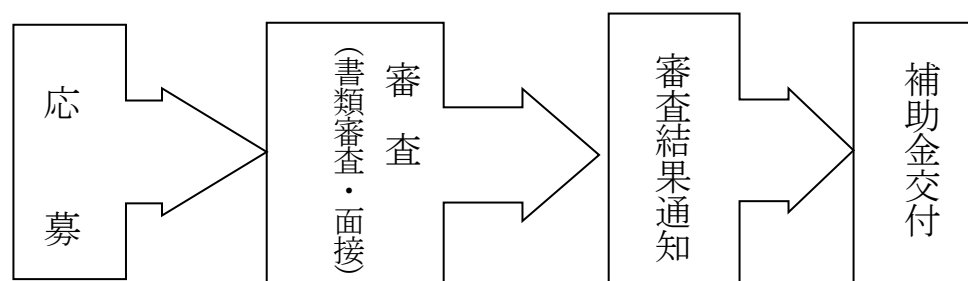 応募
審査
（書類審査・面接）
審査結果通知
補助金交付